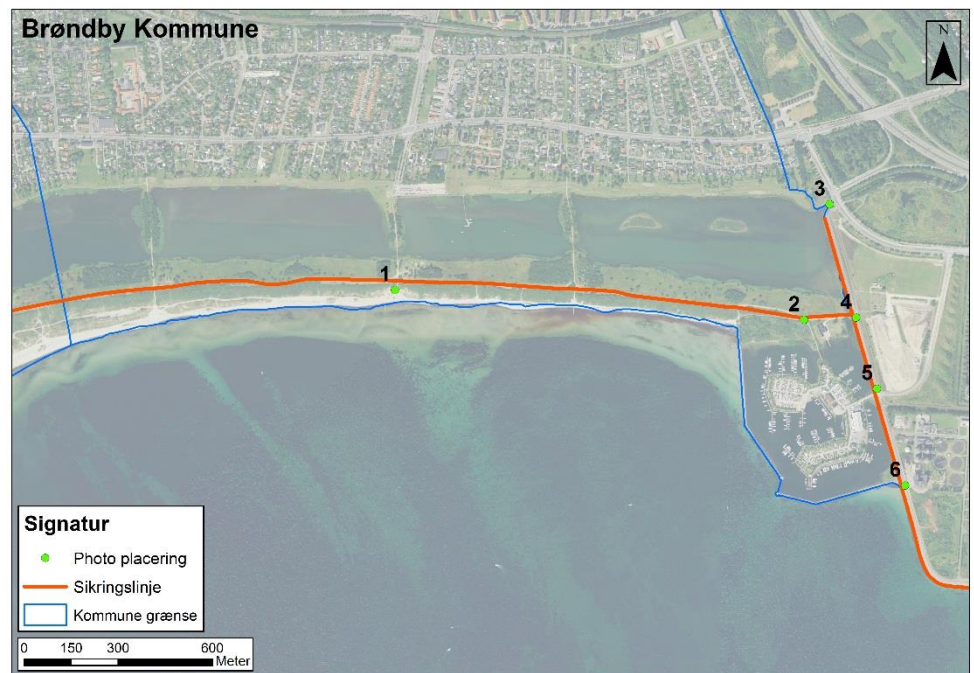 Brøndby Kommune
N
3
1
2
4
5
6
Signatur
Photo placering
Sikringslinje
Kommune grænse
0 150 300 600
Meter